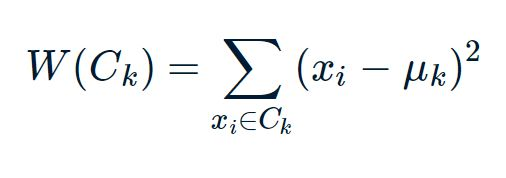 W(C_k) = \sum_{x_i \in C_k} (x_i - \mu_k)^2